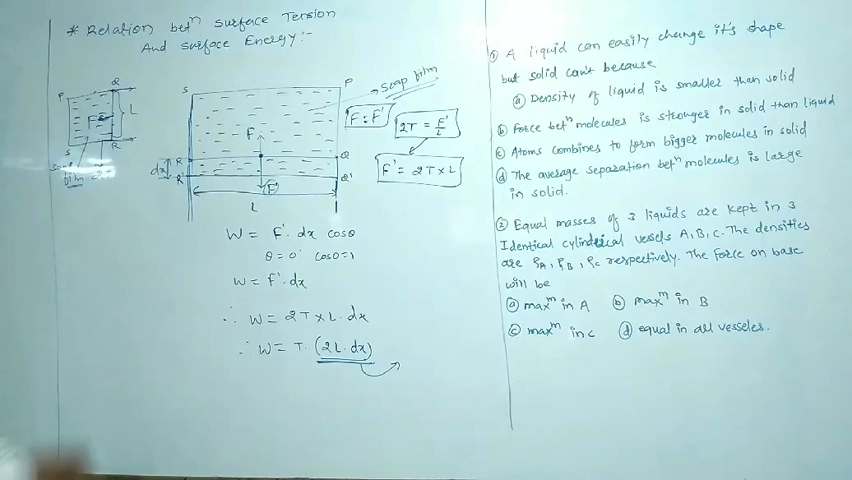 * Relation betⁿ surface Tension
And surface Energy:-
P
Q
F
L
S
R
S
P
soap film
F
dx
R
Q
R'
F'
Q'
L
F = F'
2T = F'/L
F' = 2T × L
W = F'. dx cosθ
θ = 0° cosθ = 1
W = F'. dx
∴ W = 2T × L. dx
∴ W = T. (2L. dx)
① A liquid can easily change it's shape
but solid can't because
ⓐ Density of liquid is smaller than solid
ⓑ Force betⁿ molecules is stronger in solid than liquid
ⓒ Atoms combines to form bigger molecules in solid
ⓓ The average separation betⁿ molecules is large
in solid.
② Equal masses of 3 liquids are kept in 3
Identical cylindrical vessels A, B, C. The densities
are ρA, ρB, ρC respectively. The force on base
will be
ⓐ maxᵐ in A ⓑ maxᵐ in B
ⓒ maxᵐ in C ⓓ equal in all vesseles.